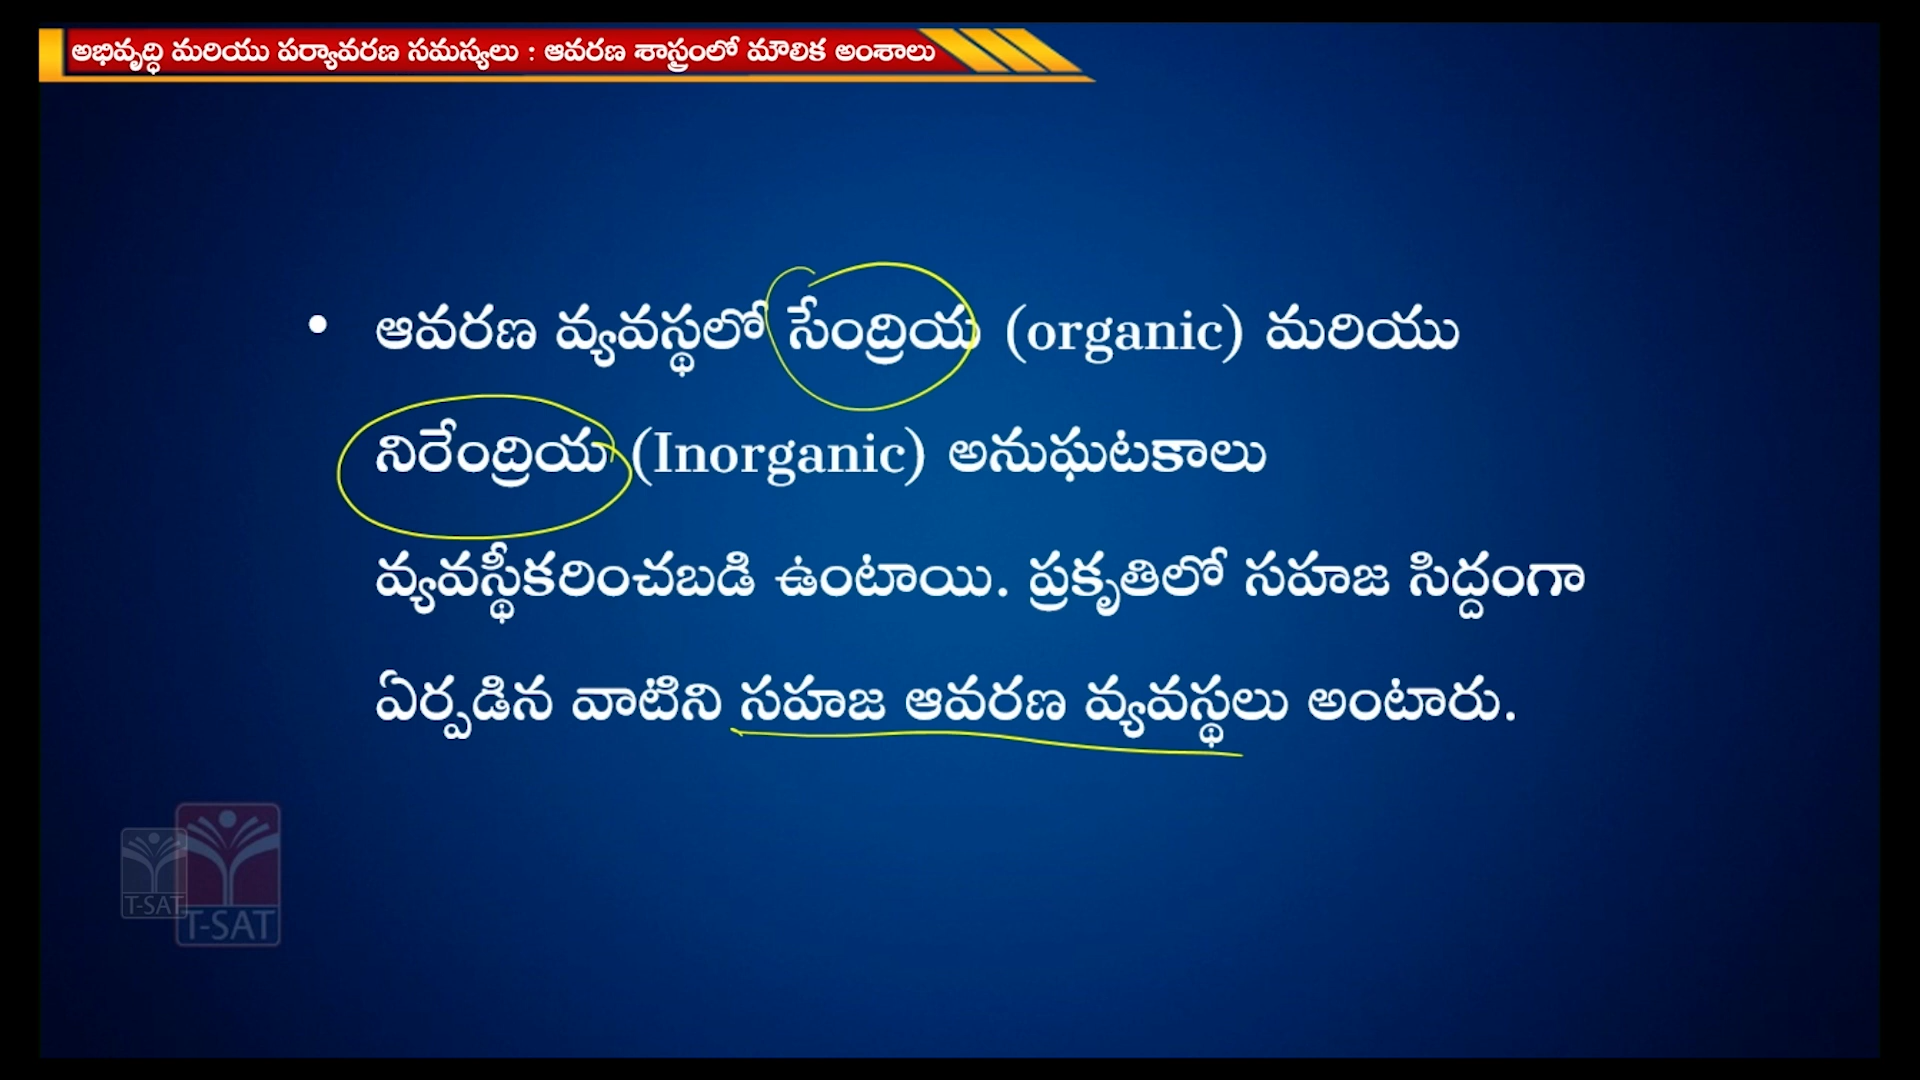 అభివృద్ధి మరియు పర్యావరణ సమస్యలు : ఆవరణ శాస్త్రంలో మౌలిక అంశాలు
• ఆవరణ వ్యవస్థలో సేంద్రియ (organic) మరియు
నిరేంద్రియ (Inorganic) అనుఘటకాలు
వ్యవస్థీకరించబడి ఉంటాయి. ప్రకృతిలో సహజ సిద్దంగా
ఏర్పడిన వాటిని సహజ ఆవరణ వ్యవస్థలు అంటారు.
T-SAT
T-SAT